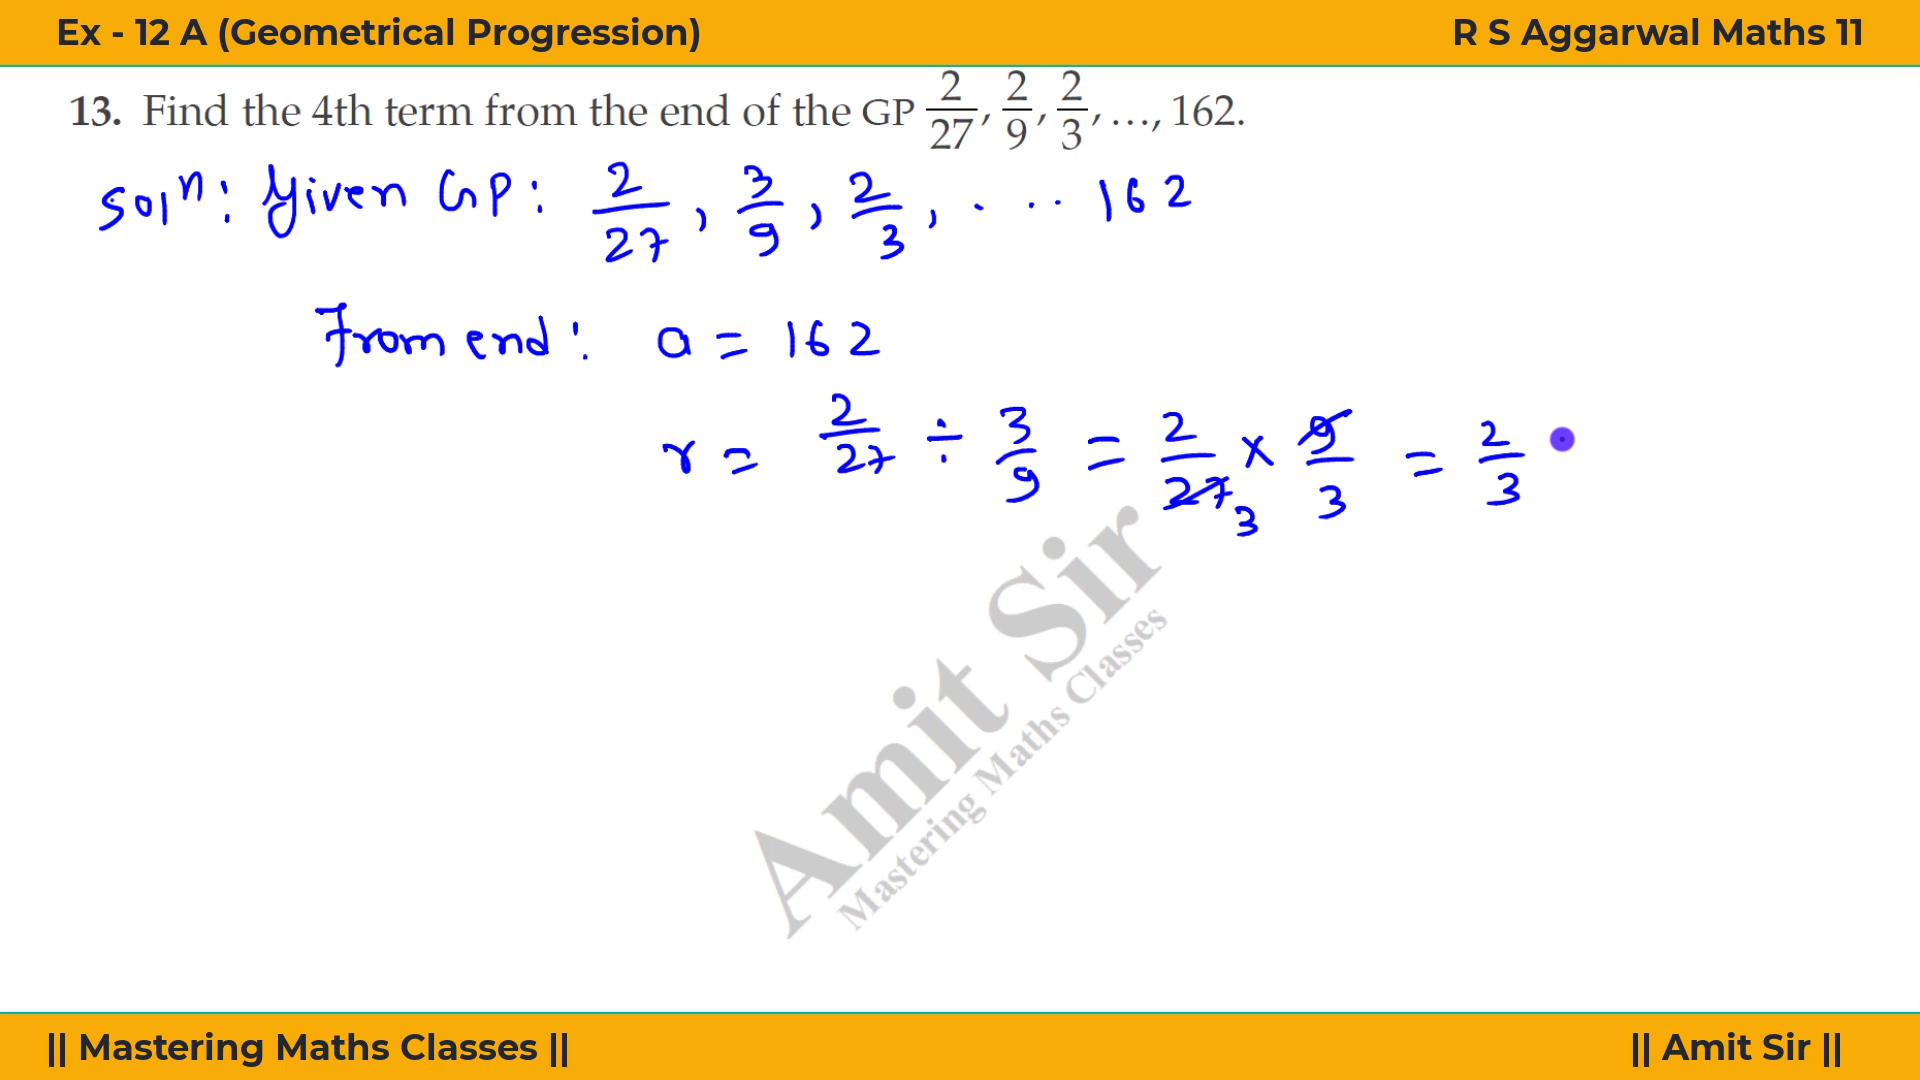 Ex - 12 A (Geometrical Progression) R S Aggarwal Maths 11
13. Find the 4th term from the end of the GP 2/27, 2/9, 2/3, ..., 162.
Solⁿ: Given GP: 2/27, 3/9, 2/3, . . . . 162
From end: a = 162
r = 2/27 ÷ 3/9 = 2/27 3 × 9/3 = 2/3
Amit Sir
Mastering Maths Classes
|| Mastering Maths Classes || || Amit Sir ||